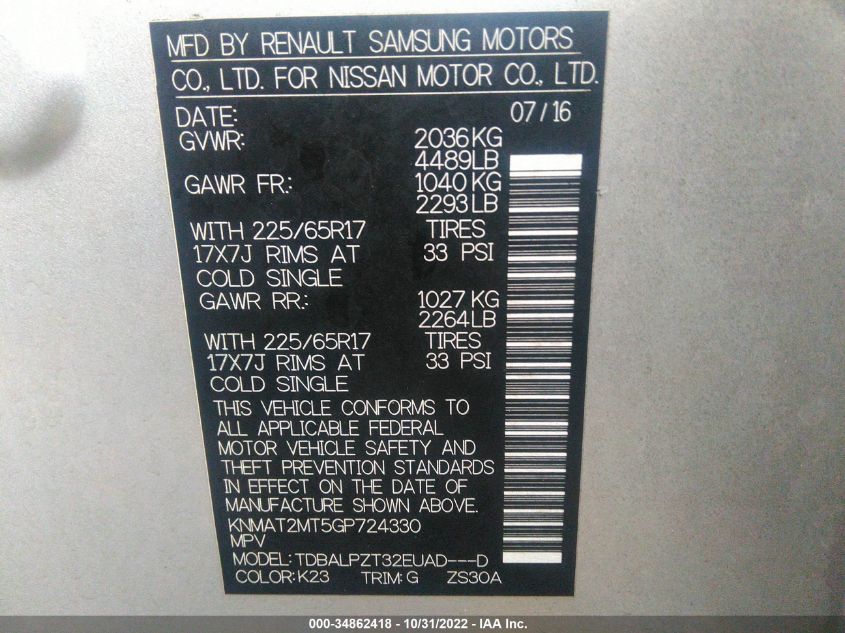 MFD BY RENAULT SAMSUNG MOTORS
CO., LTD. FOR NISSAN MOTOR CO., LTD.
DATE: 07/16
GVWR: 2036KG
4489LB
GAWR FR.: 1040KG
2293LB
WITH 225/65R17 TIRES
17X7J RIMS AT 33 PSI
COLD SINGLE
GAWR RR.: 1027KG
2264LB
WITH 225/65R17 TIRES
17X7J RIMS AT 33 PSI
COLD SINGLE
THIS VEHICLE CONFORMS TO
ALL APPLICABLE FEDERAL
MOTOR VEHICLE SAFETY AND
THEFT PREVENTION STANDARDS
IN EFFECT ON THE DATE OF
MANUFACTURE SHOWN ABOVE.
KNMAT2MT5GP724330
MPV
MODEL: TDBALPZT32EUAD---D
COLOR: K23 TRIM: G ZS30A
000-34862418 - 10/31/2022 - IAA Inc.